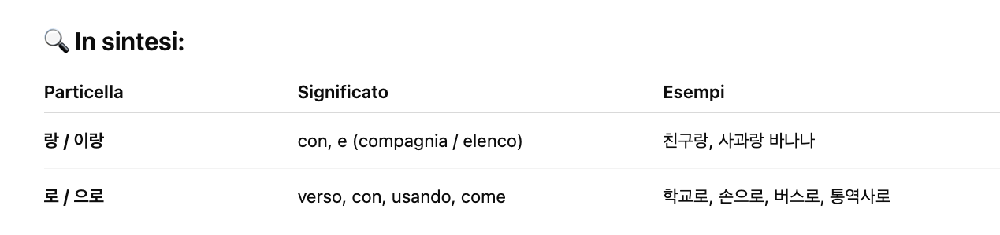 🔍 In sintesi:
Particella Significato Esempi
랑 / 이랑 con, e (compagnia / elenco) 친구랑, 사과랑 바나나
로 / 으로 verso, con, usando, come 학교로, 손으로, 버스로, 통역사로